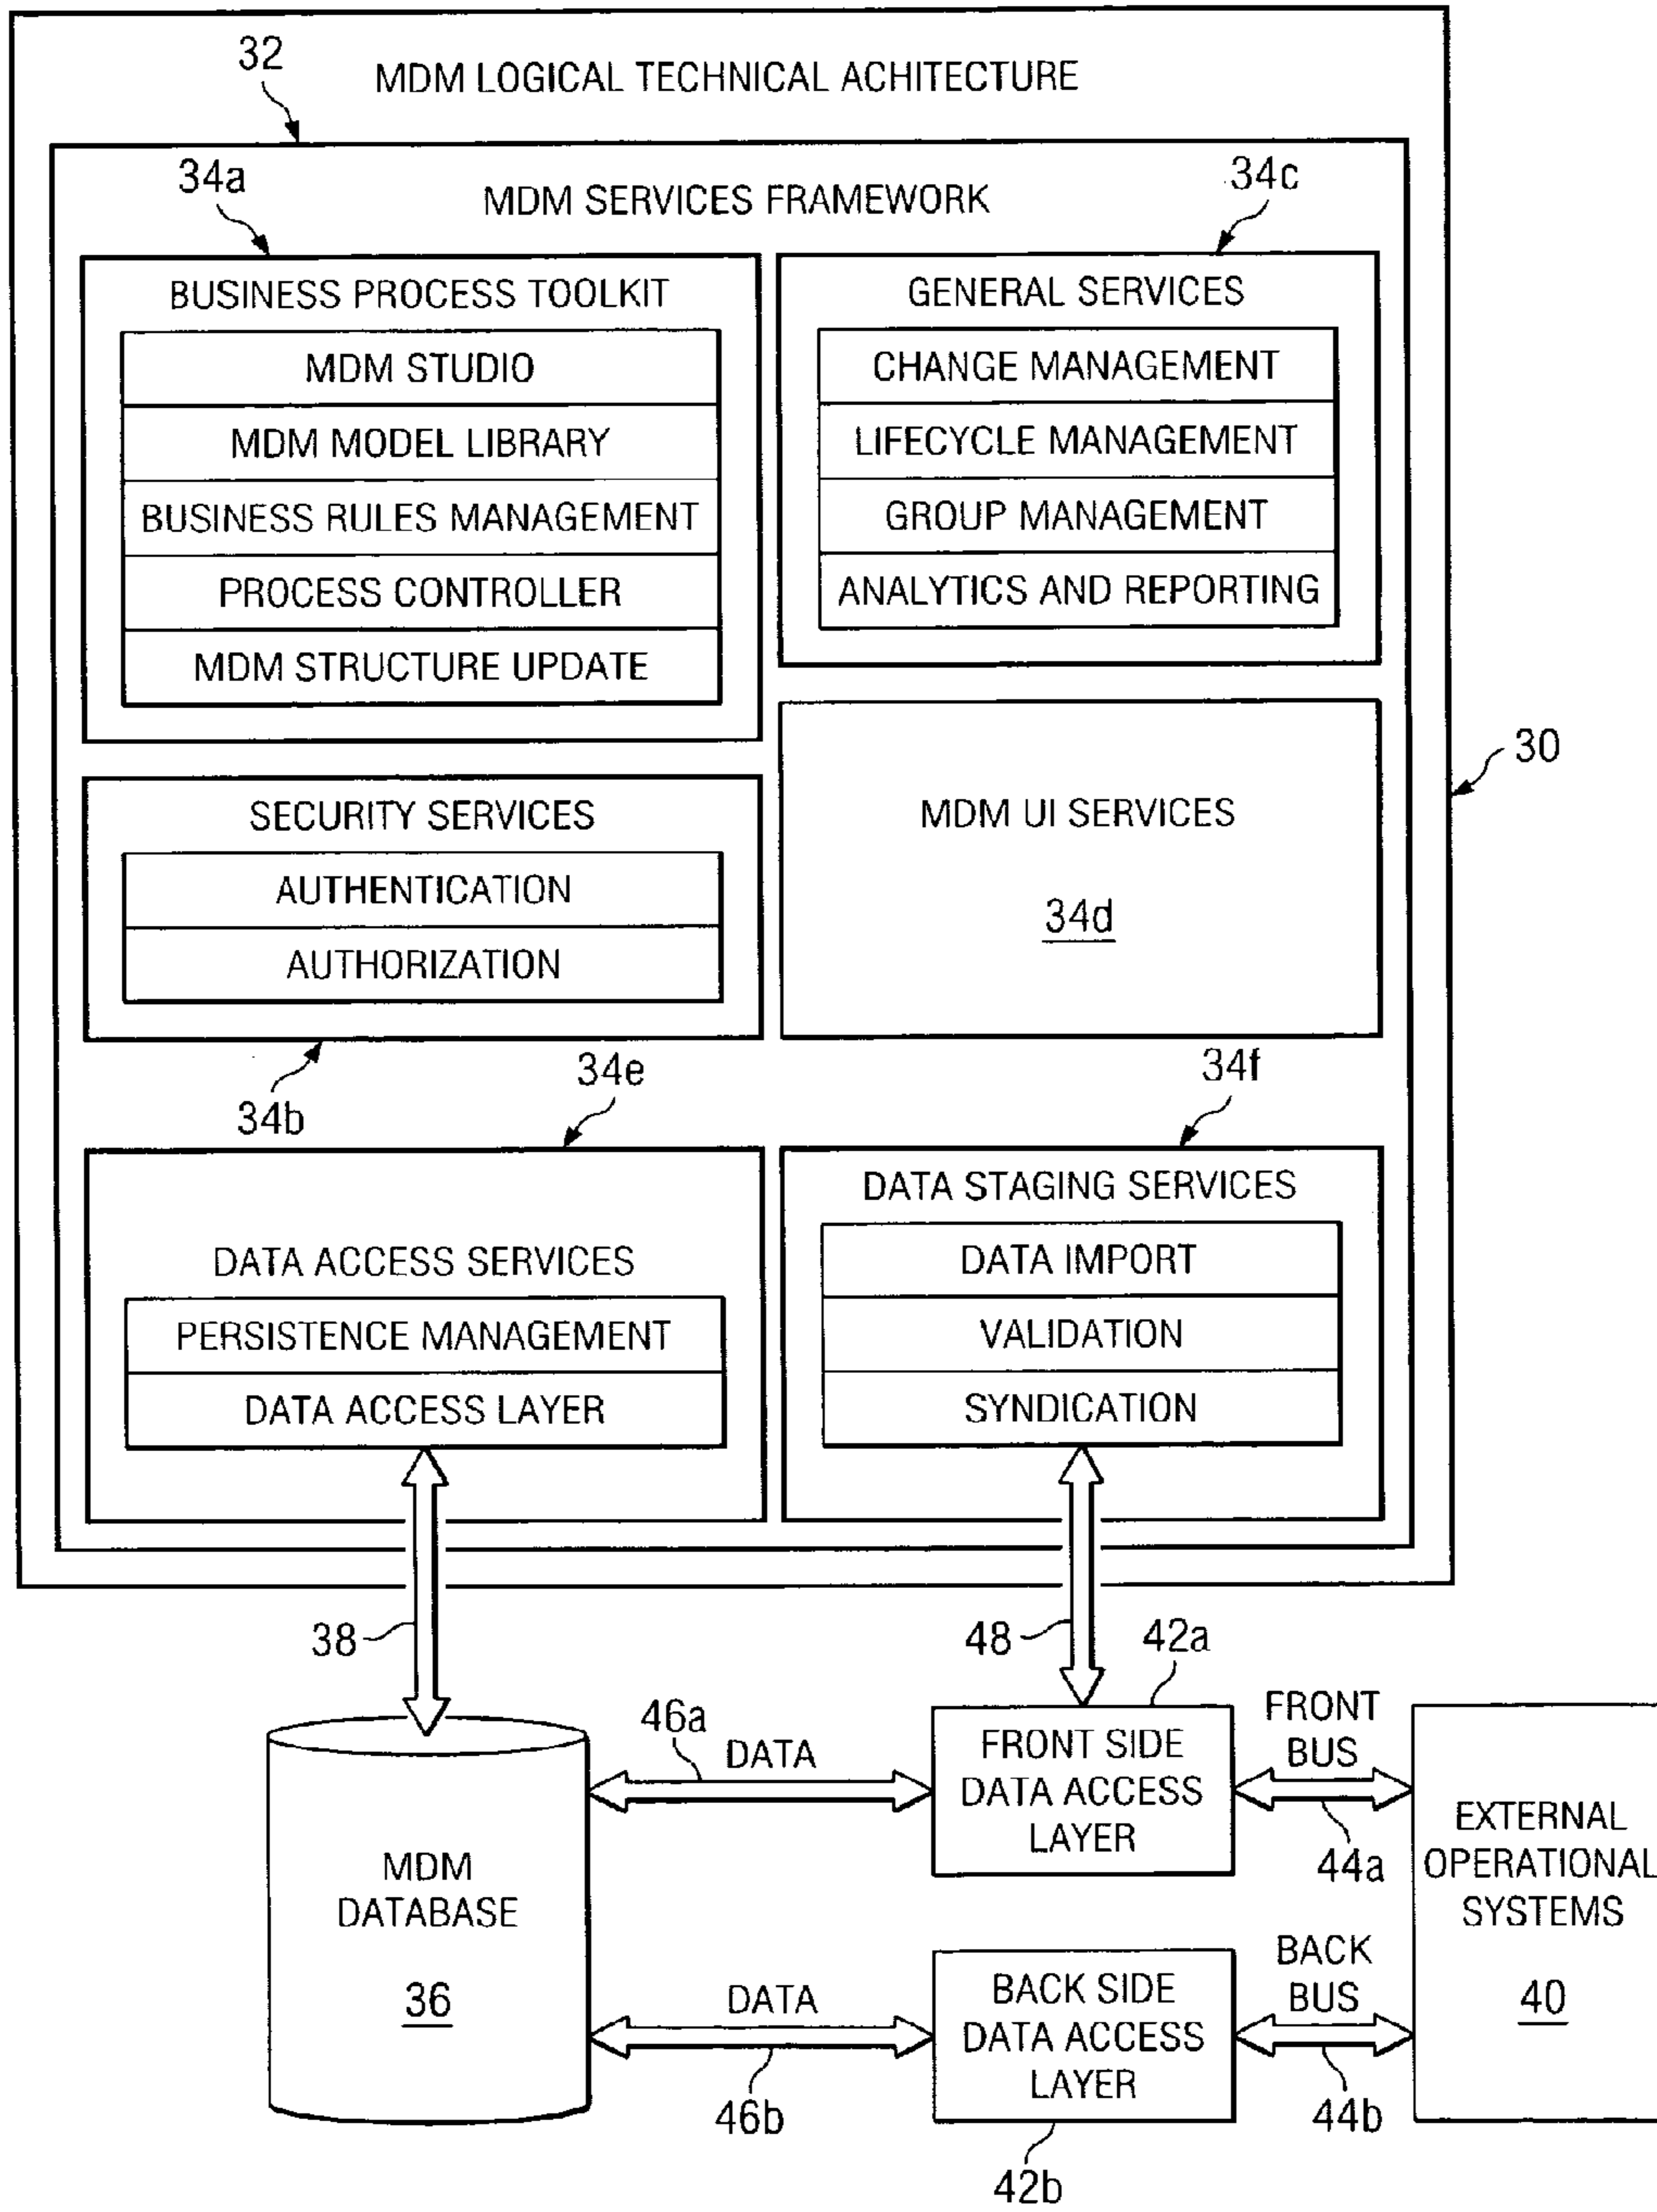 MDM LOGICAL TECHNICAL ACHITECTURE
32
MDM SERVICES FRAMEWORK
34a
BUSINESS PROCESS TOOLKIT
MDM STUDIO
MDM MODEL LIBRARY
BUSINESS RULES MANAGEMENT
PROCESS CONTROLLER
MDM STRUCTURE UPDATE
34c
GENERAL SERVICES
CHANGE MANAGEMENT
LIFECYCLE MANAGEMENT
GROUP MANAGEMENT
ANALYTICS AND REPORTING
30
SECURITY SERVICES
AUTHENTICATION
AUTHORIZATION
34b
MDM UI SERVICES
34d
34e
DATA ACCESS SERVICES
PERSISTENCE MANAGEMENT
DATA ACCESS LAYER
34f
DATA STAGING SERVICES
DATA IMPORT
VALIDATION
SYNDICATION
38
48
42a
MDM
DATABASE
36
46a
DATA
FRONT SIDE
DATA ACCESS
LAYER
FRONT
BUS
44a
EXTERNAL
OPERATIONAL
SYSTEMS
40
DATA
46b
BACK SIDE
DATA ACCESS
LAYER
42b
BACK
BUS
44b